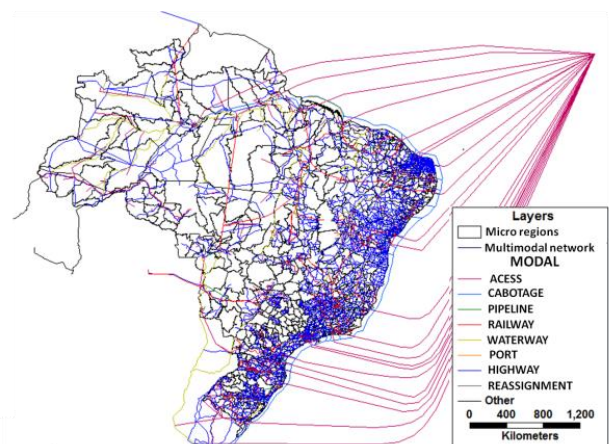 Layers
Micro regions
Multimodal network
MODAL
ACESS
CABOTAGE
PIPELINE
RAILWAY
WATERWAY
PORT
HIGHWAY
REASSIGNMENT
Other
0 400 800 1,200
Kilometers